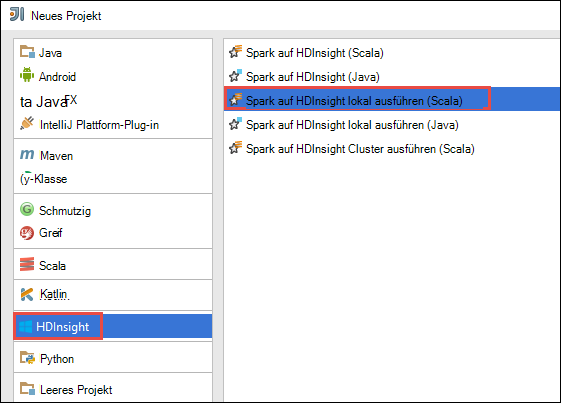 Neues Projekt
Java
Android
ta JavaFX
IntelliJ Plattform-Plug-in
Maven
(y-Klasse
Schmutzig
Greif
Scala
Katlin
HDInsight
Python
Leeres Projekt
Spark auf HDInsight (Scala)
Spark auf HDInsight (Java)
Spark auf HDInsight lokal ausführen (Scala)
Spark auf HDInsight lokal ausführen (Java)
Spark auf HDInsight Cluster ausführen (Scala)